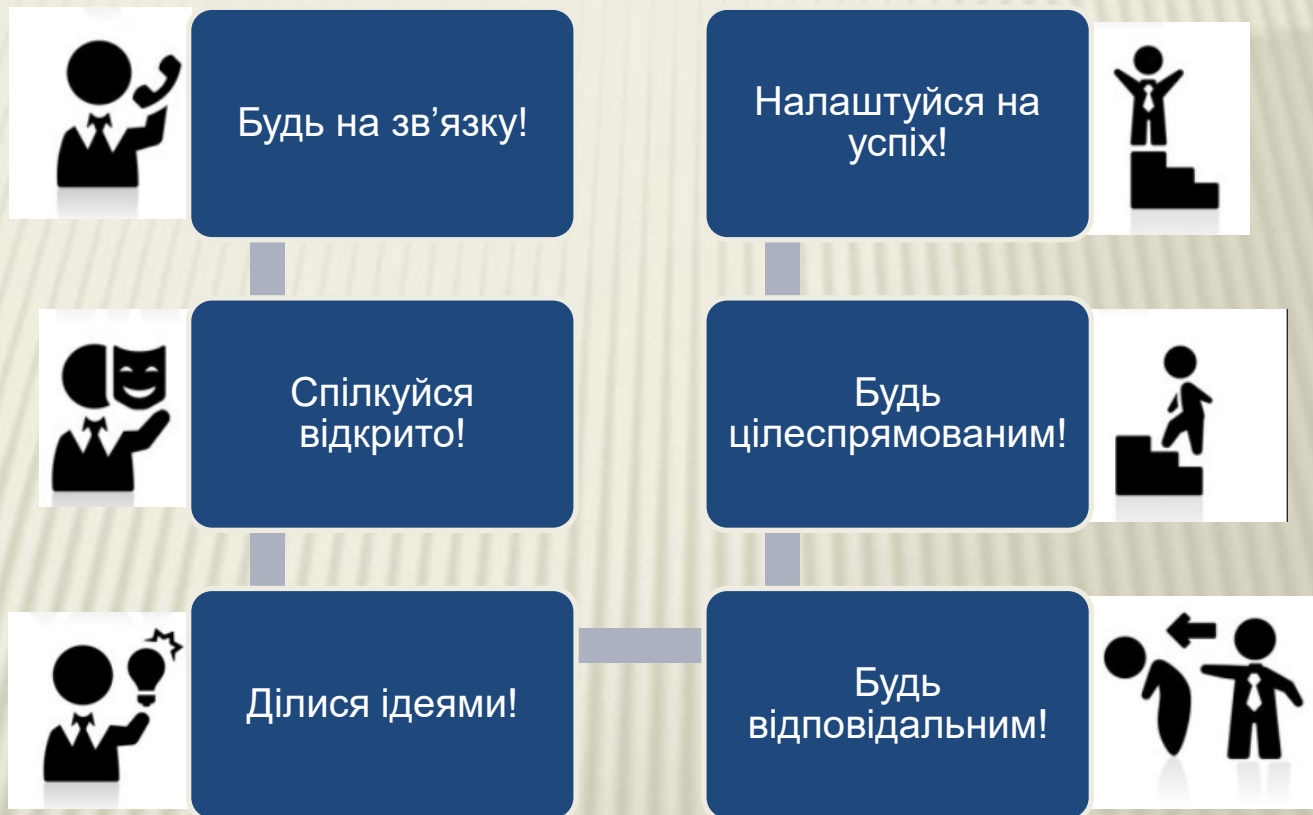 Будь на зв’язку!
Спілкуйся
відкрито!
Ділися ідеями!
Будь
відповідальним!
Будь
цілеспрямованим!
Налаштуйся на
успіх!